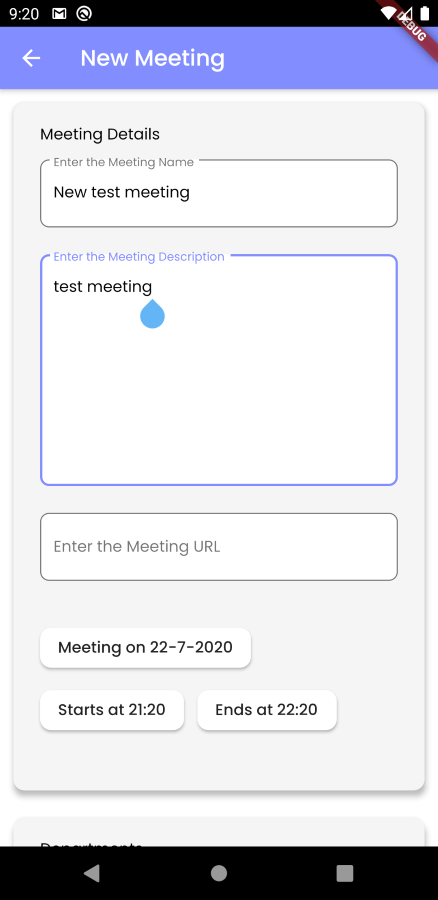 9:20
DEBUG
New Meeting
Meeting Details
Enter the Meeting Name
New test meeting
Enter the Meeting Description
test meeting
Enter the Meeting URL
Meeting on 22-7-2020
Starts at 21:20
Ends at 22:20
Departments